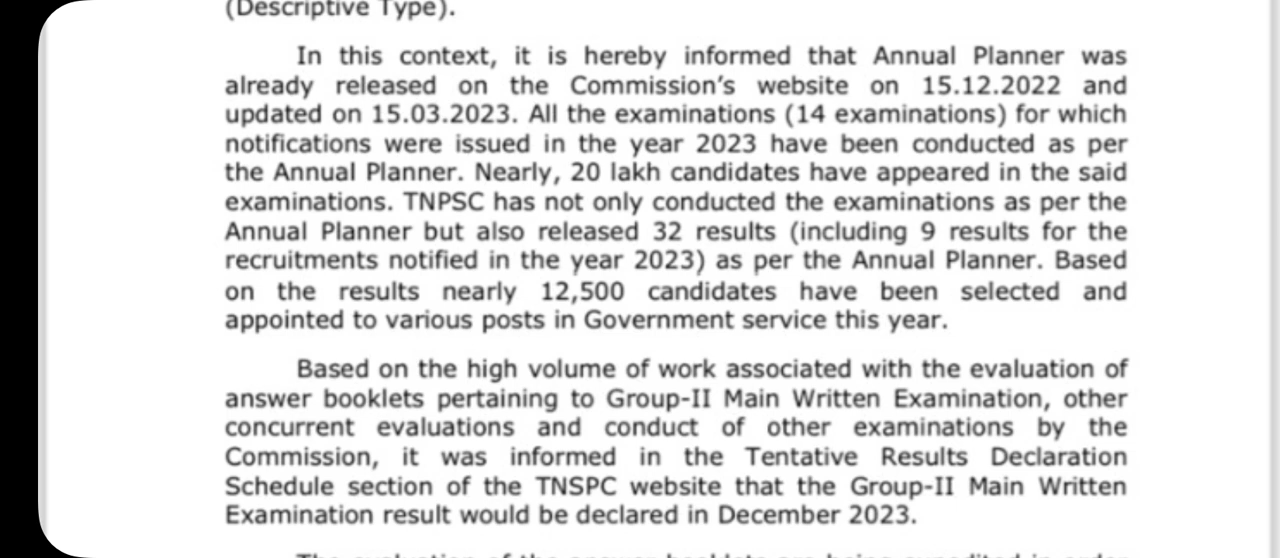 (Descriptive Type).
In this context, it is hereby informed that Annual Planner was
already released on the Commission's website on 15.12.2022 and
updated on 15.03.2023. All the examinations (14 examinations) for which
notifications were issued in the year 2023 have been conducted as per
the Annual Planner. Nearly, 20 lakh candidates have appeared in the said
examinations. TNPSC has not only conducted the examinations as per the
Annual Planner but also released 32 results (including 9 results for the
recruitments notified in the year 2023) as per the Annual Planner. Based
on the results nearly 12,500 candidates have been selected and
appointed to various posts in Government service this year.
Based on the high volume of work associated with the evaluation of
answer booklets pertaining to Group-II Main Written Examination, other
concurrent evaluations and conduct of other examinations by the
Commission, it was informed in the Tentative Results Declaration
Schedule section of the TNSPC website that the Group-II Main Written
Examination result would be declared in December 2023.